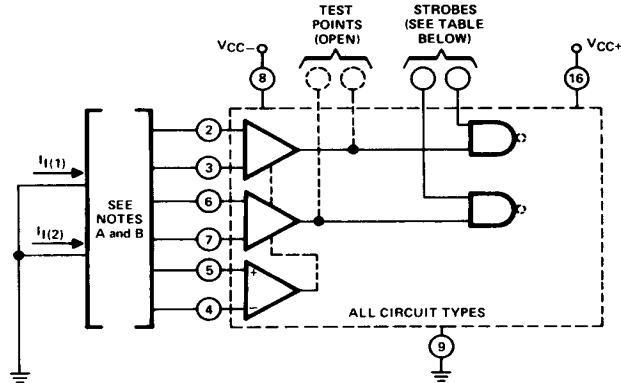 TEST
POINTS
(OPEN)
STROBES
(SEE TABLE
BELOW)
VCC−
VCC+
8
16
2
3
6
7
5
4
II(1)
II(2)
SEE
NOTES
A and B
+
−
ALL CIRCUIT TYPES
9